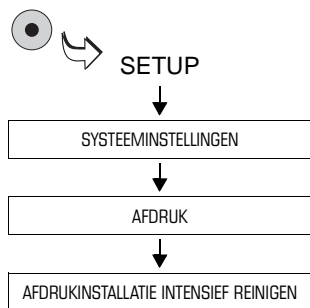 SETUP
SYSTEEMINSTELLINGEN
AFDRUK
AFDRUKINSTALLATIE INTENSIEF REINIGEN